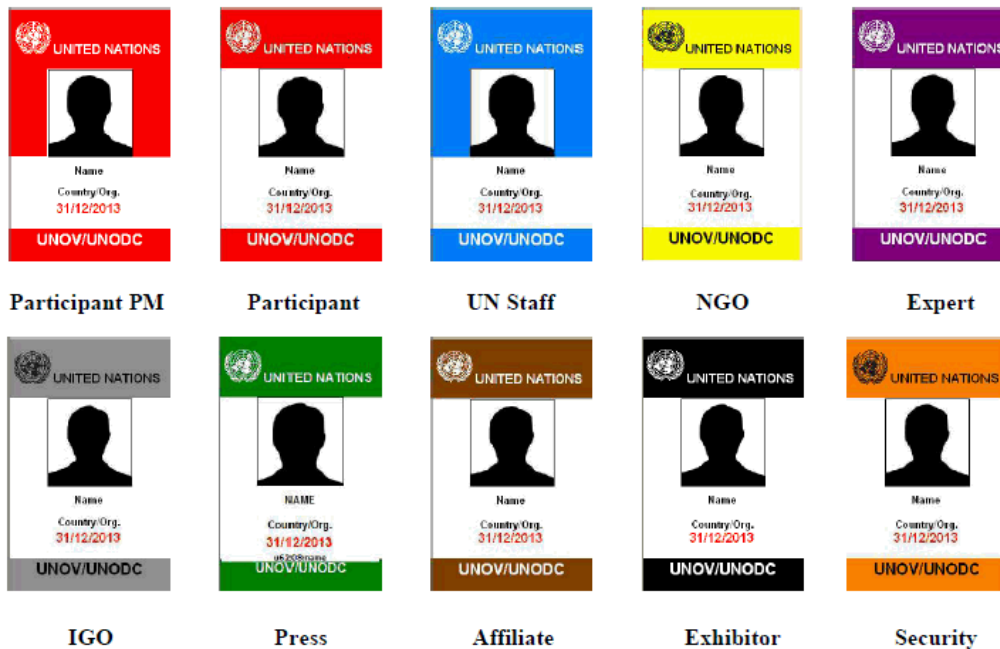 UNITED NATIONS
Name
Country/Org.
31/12/2013
UNOV/UNODC
Participant PM
UNITED NATIONS
Name
Country/Org.
31/12/2013
UNOV/UNODC
Participant
UNITED NATIONS
Name
Country/Org.
31/12/2013
UNOV/UNODC
UN Staff
UNITED NATIONS
Name
Country/Org.
31/12/2013
UNOV/UNODC
NGO
UNITED NATIONS
Name
Country/Org.
31/12/2013
UNOV/UNODC
Expert
UNITED NATIONS
Name
Country/Org.
31/12/2013
UNOV/UNODC
IGO
UNITED NATIONS
NAME
Country/Org.
31/12/2013
UNOV/UNODC
Press
UNITED NATIONS
Name
Country/Org.
31/12/2013
UNOV/UNODC
Affiliate
UNITED NATIONS
Name
Country/Org.
31/12/2013
UNOV/UNODC
Exhibitor
UNITED NATIONS
Name
Country/Org.
31/12/2013
UNOV/UNODC
Security